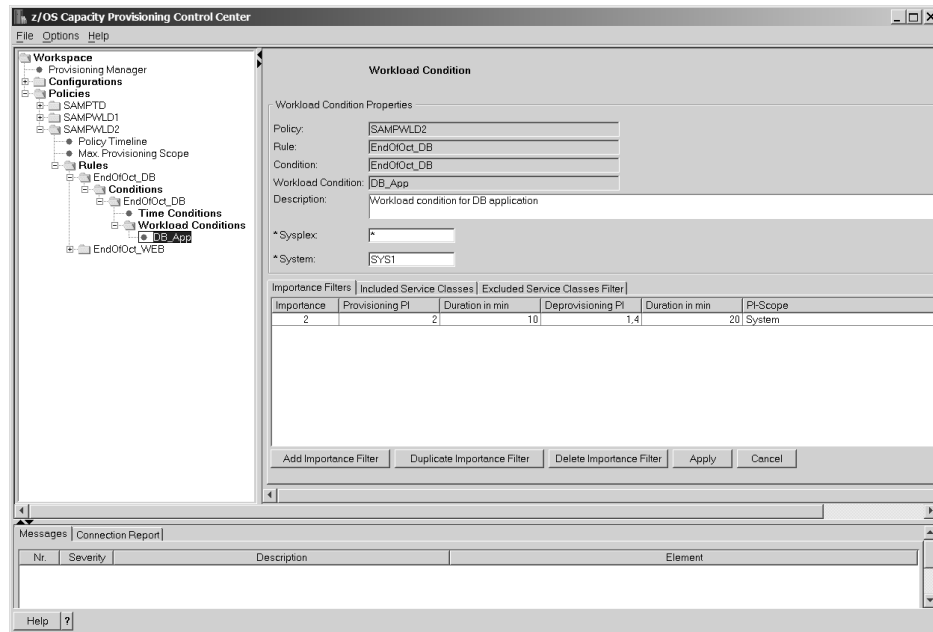 z/OS Capacity Provisioning Control Center
File Options Help
Workspace
Provisioning Manager
Configurations
Policies
SAMPTD
SAMPWLD1
SAMPWLD2
Policy Timeline
Max. Provisioning Scope
Rules
EndOfOct_DB
Conditions
EndOfOct_DB
Time Conditions
Workload Conditions
DB_App
EndOfOct_WEB
Workload Condition
Workload Condition Properties
Policy: SAMPWLD2
Rule: EndOfOct_DB
Condition: EndOfOct_DB
Workload Condition: DB_App
Description: Workload condition for DB application
* Sysplex: *
* System: SYS1
Importance Filters Included Service Classes Excluded Service Classes Filter
Importance Provisioning PI Duration in min Deprovisioning PI Duration in min PI-Scope
2 2 10 1,4 20 System
Add Importance Filter Duplicate Importance Filter Delete Importance Filter Apply Cancel
Messages Connection Report
Nr. Severity Description Element
Help ?